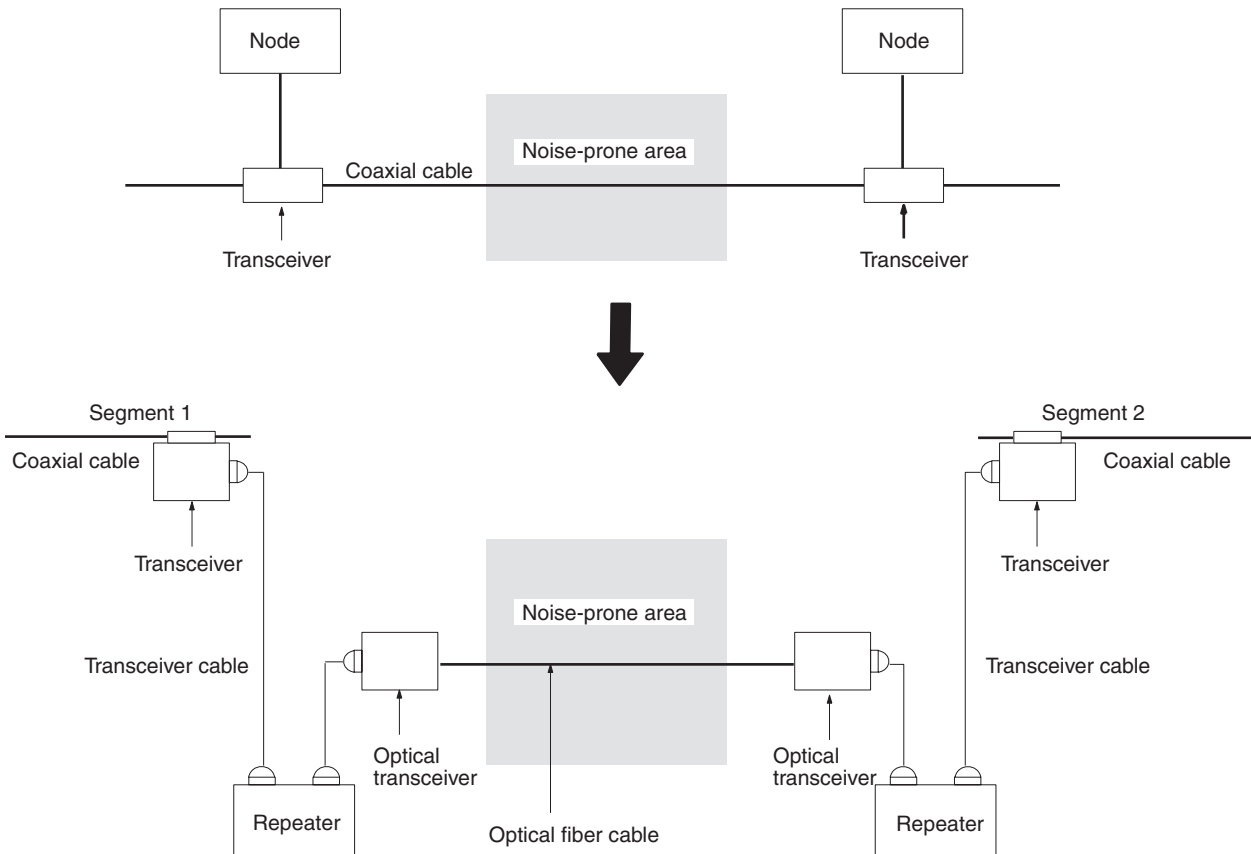 Node
Node
Noise-prone area
Coaxial cable
Transceiver
Transceiver
Segment 1
Segment 2
Coaxial cable
Coaxial cable
Transceiver
Transceiver
Noise-prone area
Transceiver cable
Transceiver cable
Optical
transceiver
Optical
transceiver
Repeater
Repeater
Optical fiber cable